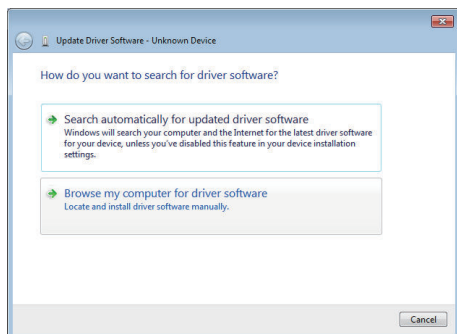 Update Driver Software - Unknown Device
How do you want to search for driver software?
Search automatically for updated driver software
Windows will search your computer and the Internet for the latest driver software
for your device, unless you've disabled this feature in your device installation
settings.
Browse my computer for driver software
Locate and install driver software manually.
Cancel